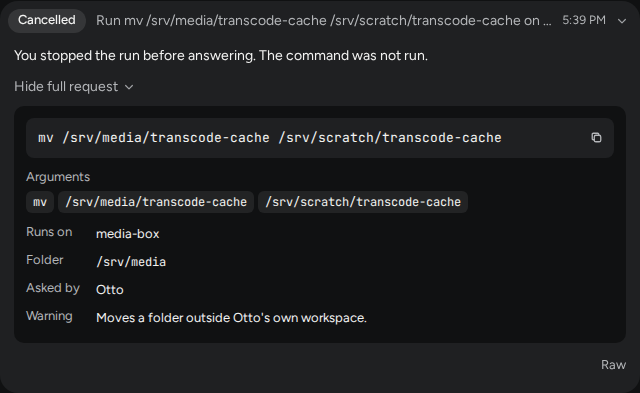 Cancelled Run mv /srv/media/transcode-cache /srv/scratch/transcode-cache on ... 5:39 PM
You stopped the run before answering. The command was not run.
Hide full request
mv /srv/media/transcode-cache /srv/scratch/transcode-cache
Arguments
mv /srv/media/transcode-cache /srv/scratch/transcode-cache
Runs on media-box
Folder /srv/media
Asked by Otto
Warning Moves a folder outside Otto's own workspace.
Raw